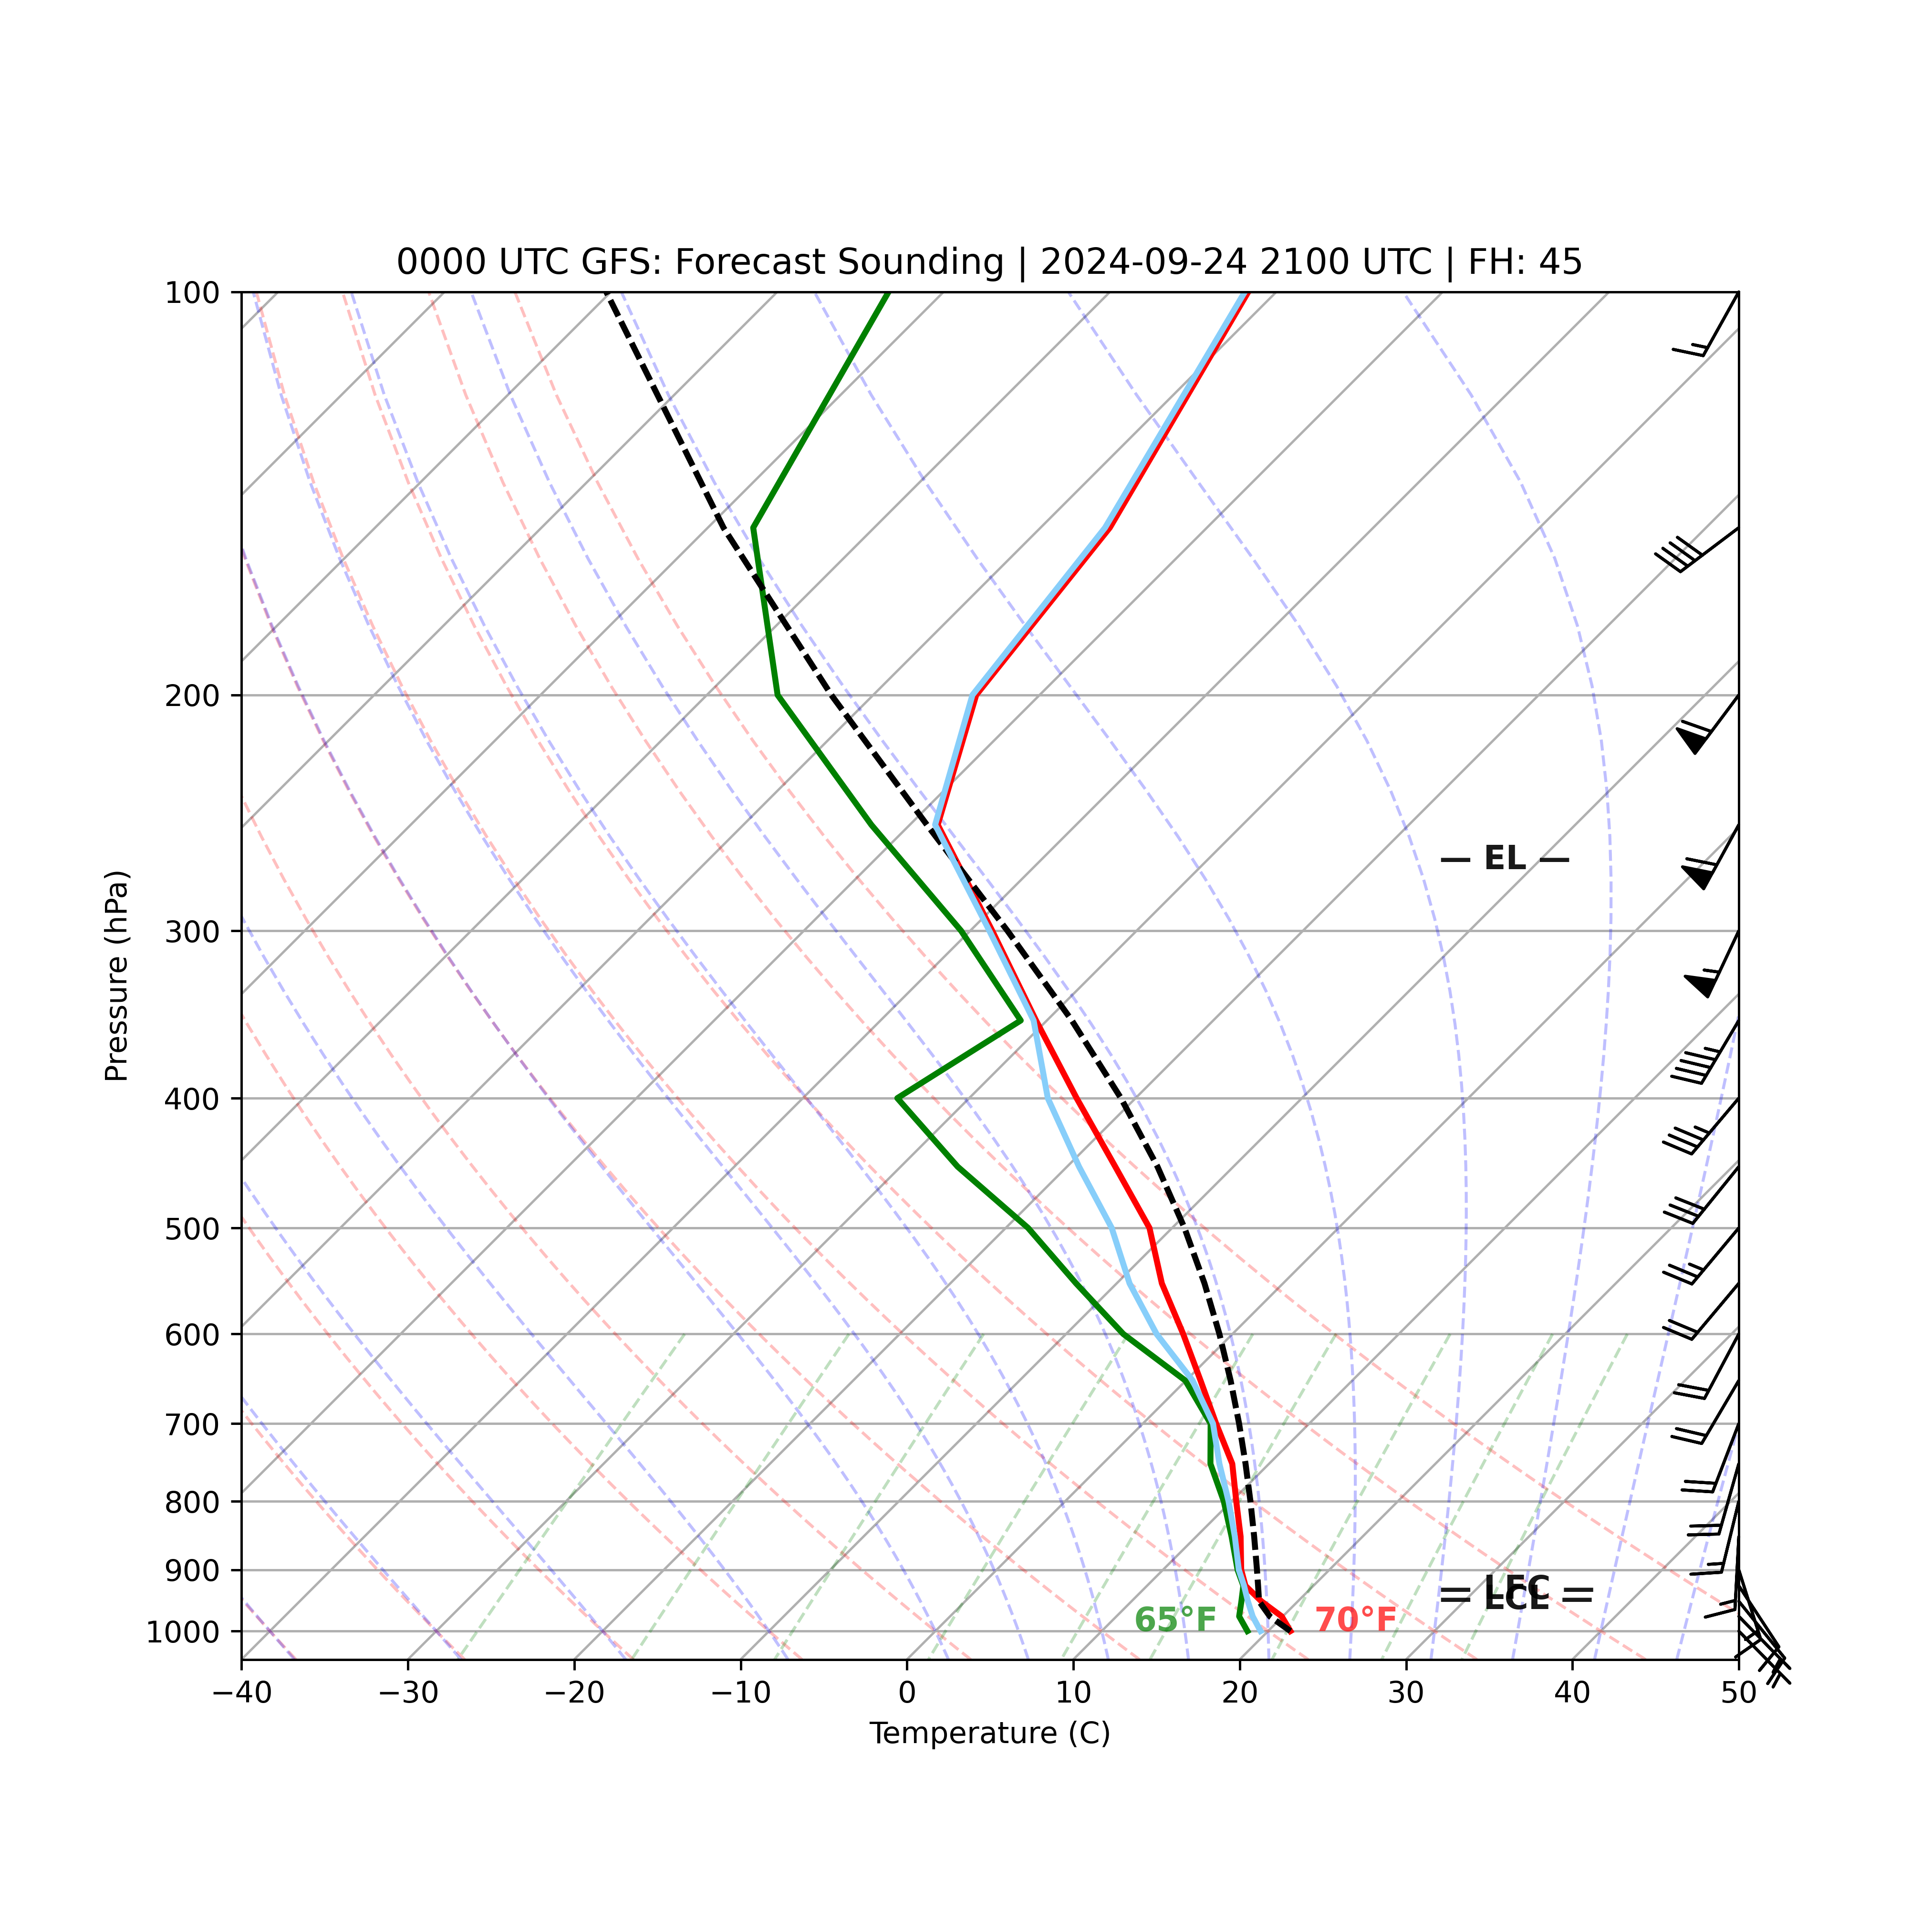 0000 UTC GFS: Forecast Sounding | 2024-09-24 2100 UTC | FH: 45
100
200
— EL —
300
Pressure (hPa)
400
500
600
700
800
900
— LFC —
— LCL —
65°F
70°F
1000
−40
−30
−20
−10
0
10
20
30
40
50
Temperature (C)